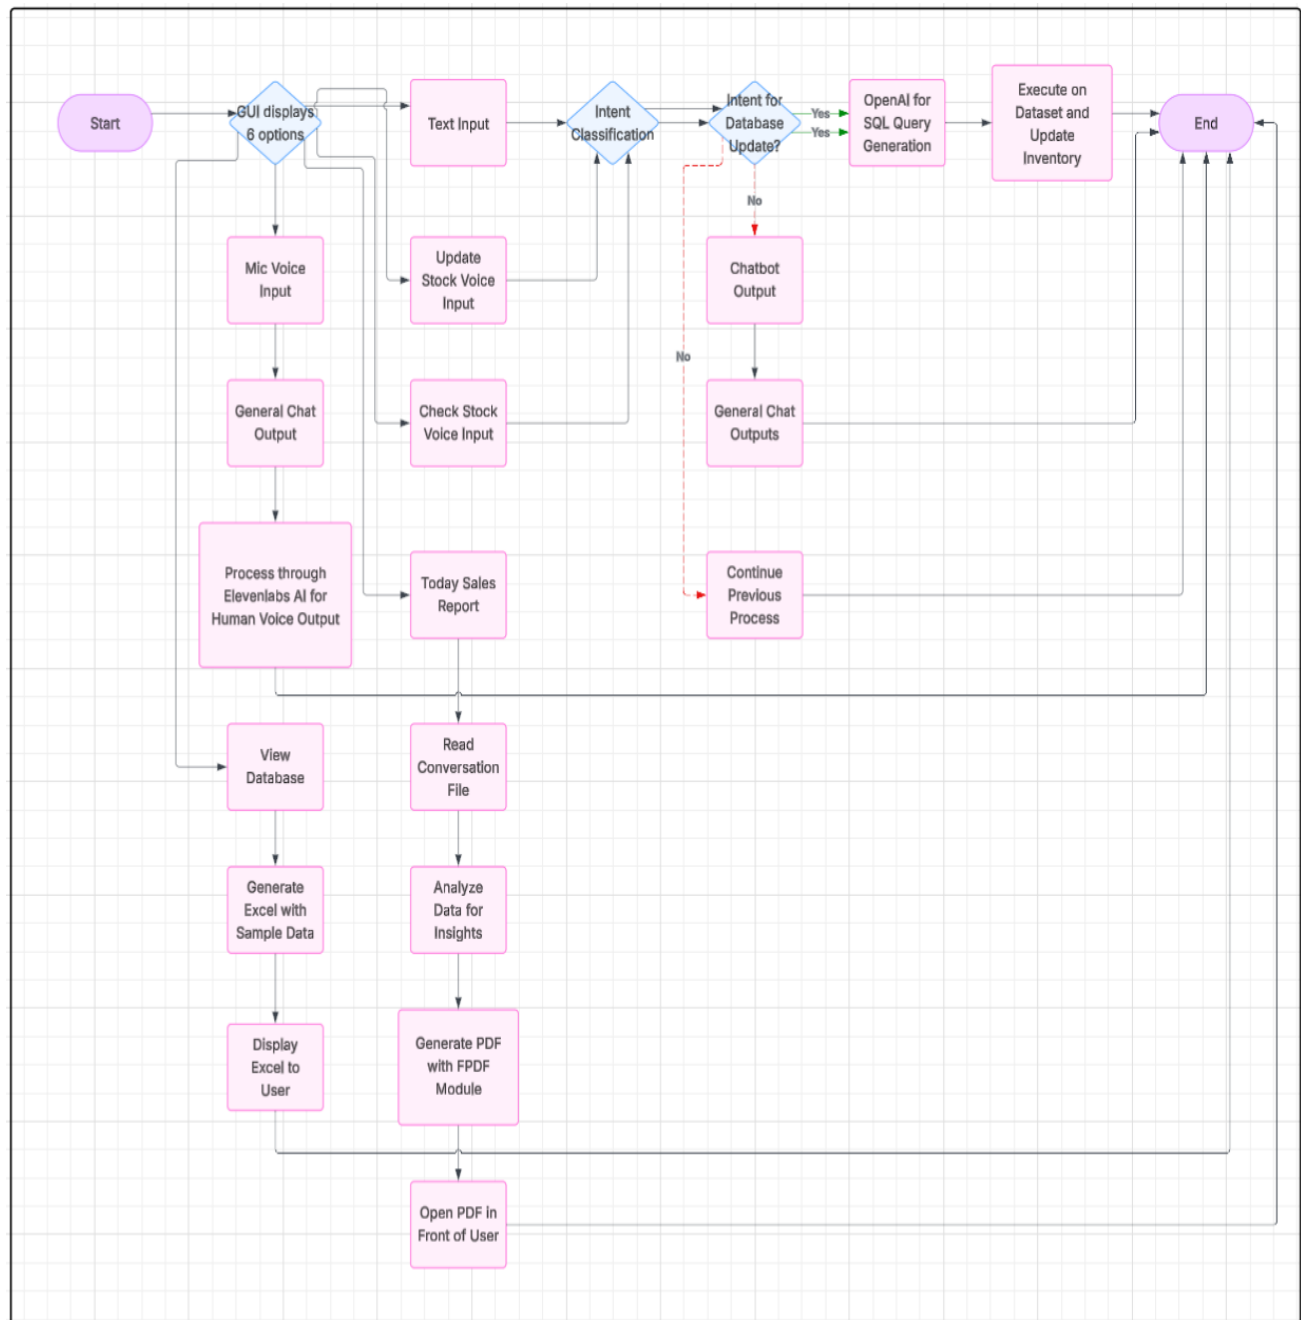 Start
GUI displays
6 options
Text Input
Intent
Classification
Intent for
Database
Update?
Yes
Yes
OpenAI for
SQL Query
Generation
Execute on
Dataset and
Update
Inventory
End
No
Mic Voice
Input
Update
Stock Voice
Input
Chatbot
Output
No
General Chat
Output
Check Stock
Voice Input
General Chat
Outputs
Process through
Elevenlabs AI for
Human Voice Output
Today Sales
Report
Continue
Previous
Process
View
Database
Read
Conversation
File
Generate
Excel with
Sample Data
Analyze
Data for
Insights
Display
Excel to
User
Generate PDF
with FPDF
Module
Open PDF in
Front of User